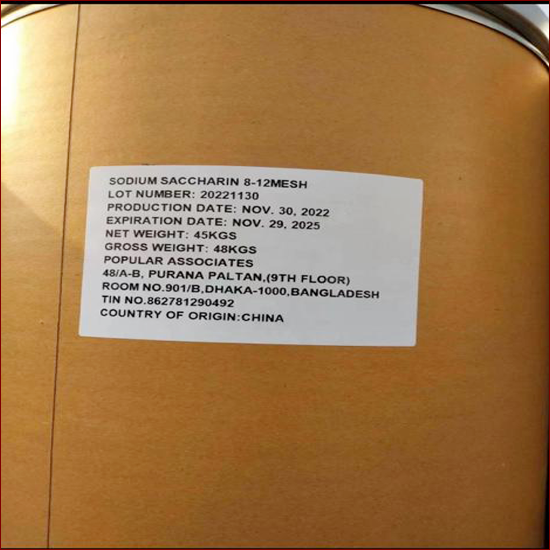 SODIUM SACCHARIN 8-12MESH
LOT NUMBER: 20221130
PRODUCTION DATE: NOV. 30, 2022
EXPIRATION DATE: NOV. 29, 2025
NET WEIGHT: 45KGS
GROSS WEIGHT: 48KGS
POPULAR ASSOCIATES
48/A-B, PURANA PALTAN,(9TH FLOOR)
ROOM NO.901/B,DHAKA-1000,BANGLADESH
TIN NO.862781290492
COUNTRY OF ORIGIN:CHINA